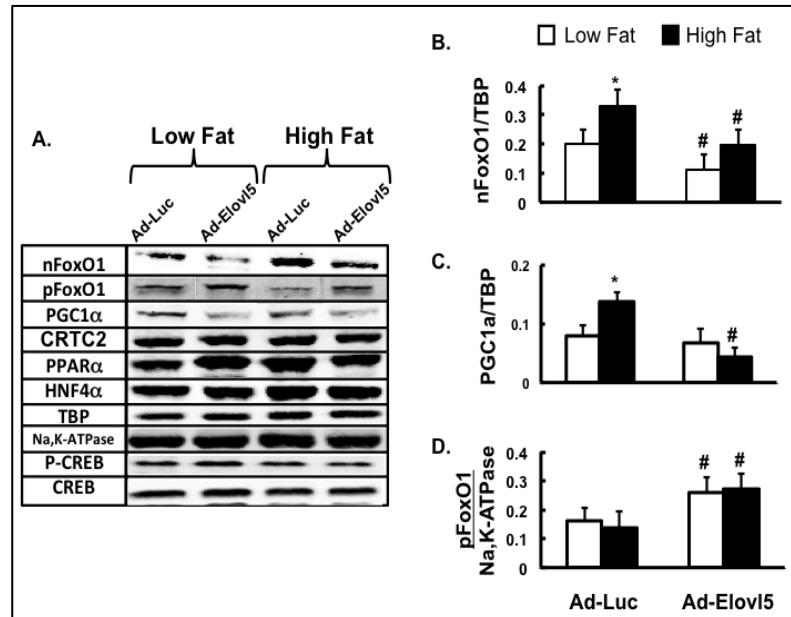 A.
Low Fat High Fat
Ad-Luc Ad-Elovl5 Ad-Luc Ad-Elovl5
nFoxO1
pFoxO1
PGC1α
CRTC2
PPARα
HNF4α
TBP
Na,K-ATPase
P-CREB
CREB
B.
Low Fat High Fat
nFoxO1/TBP
0.4
0.3
0.2
0.1
0
*
# #
C.
PGC1a/TBP
0.2
0.1
0
*
#
D.
pFoxO1
Na,K-ATPase
0.4
0.3
0.2
0.1
0
# #
Ad-Luc Ad-Elovl5